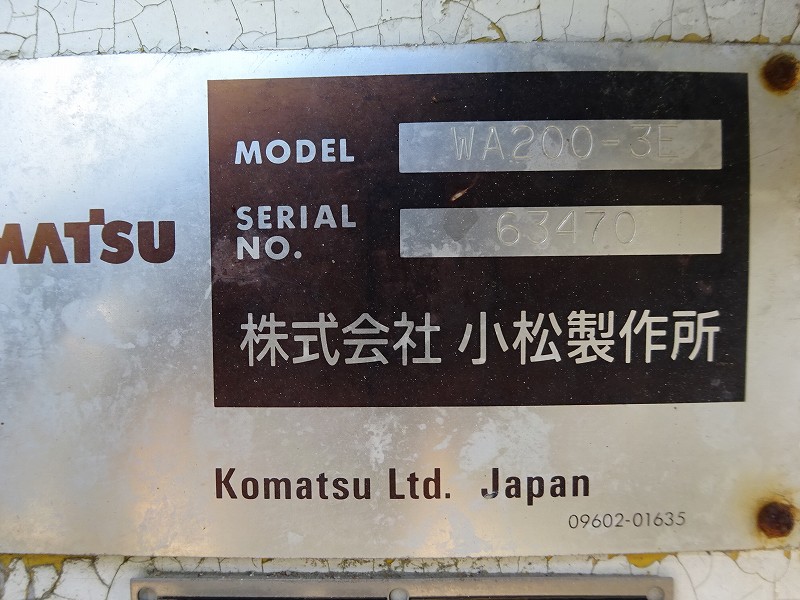 MODEL WA200-3E
SERIAL NO. 63470
MATSU
株式会社 小松製作所
Komatsu Ltd. Japan
09602-01635